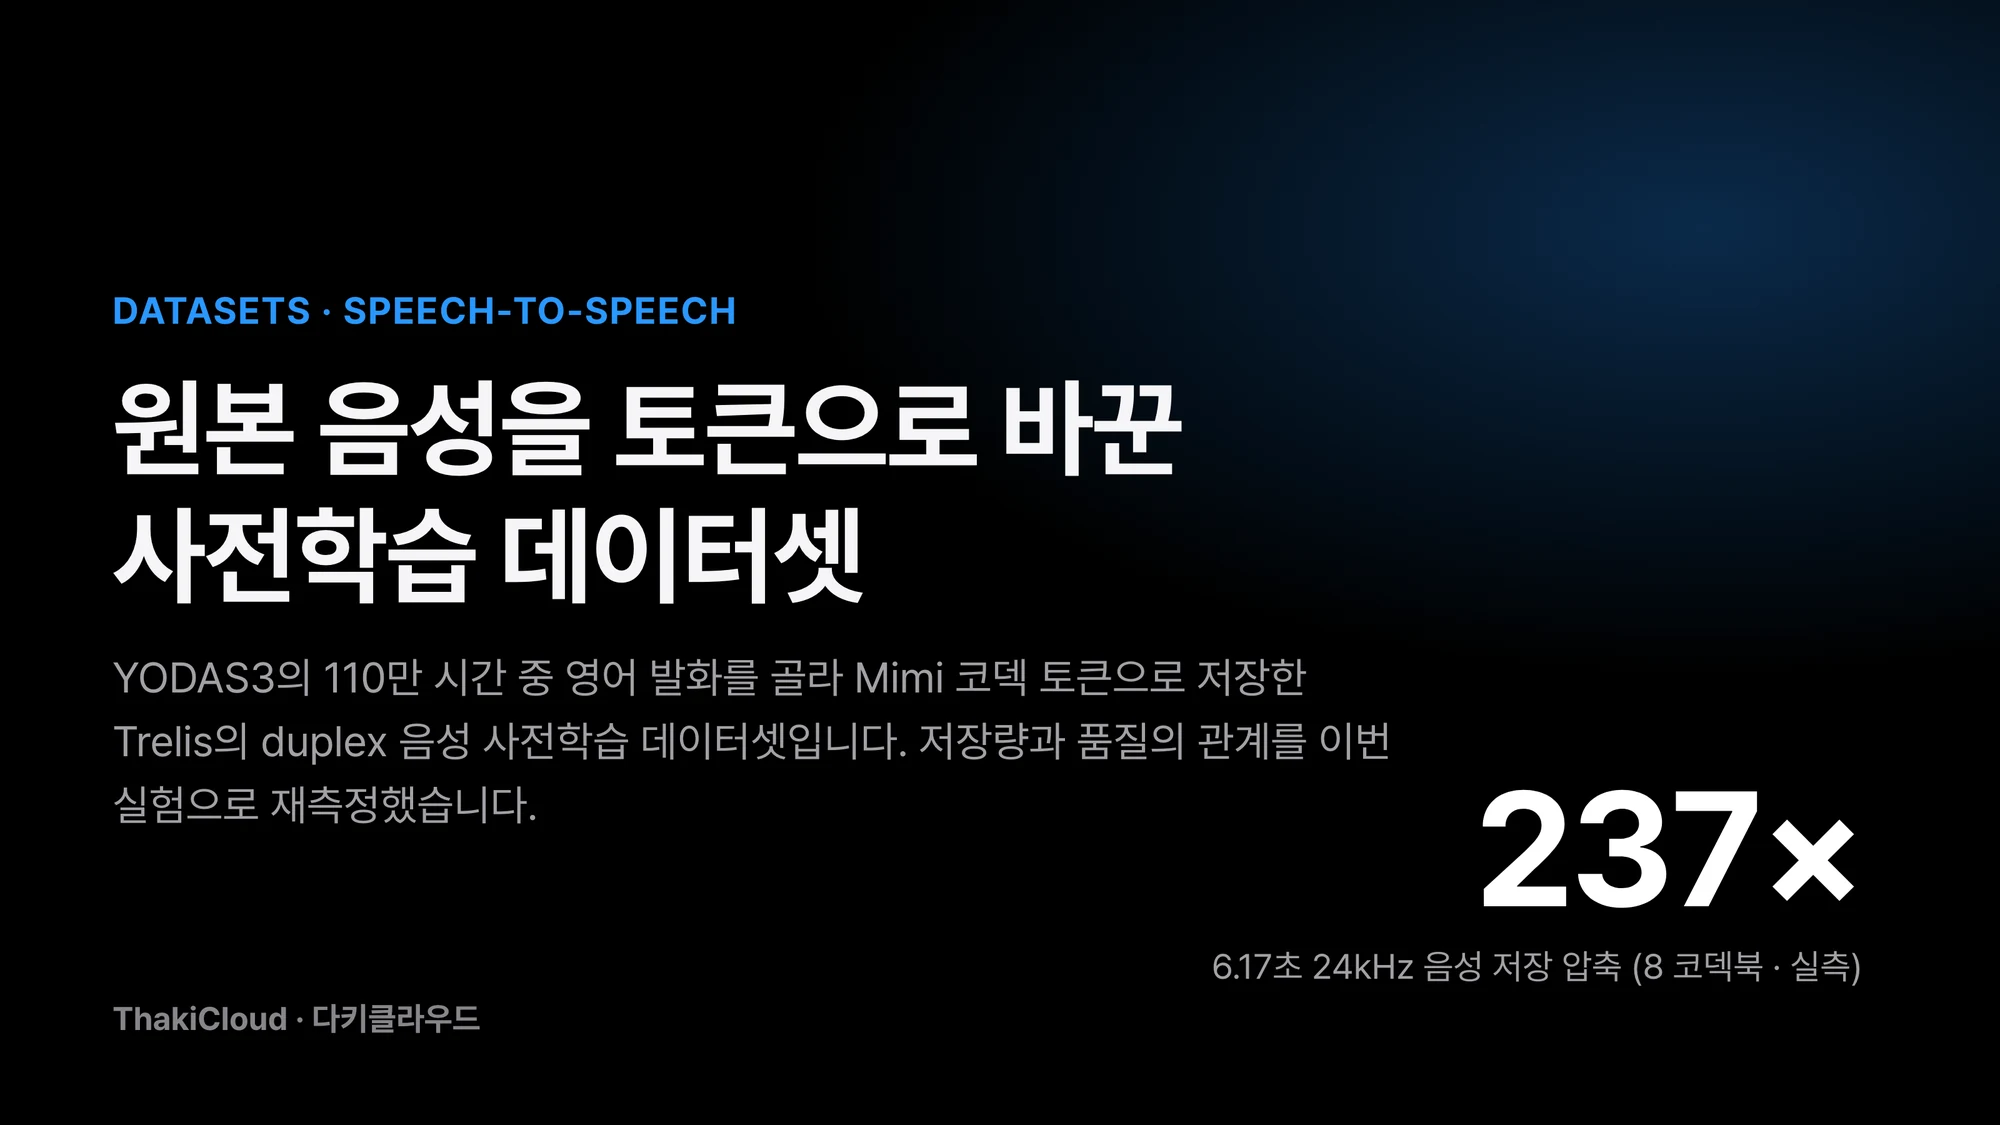 DATASETS · SPEECH-TO-SPEECH
원본 음성을 토큰으로 바꾼
사전학습 데이터셋
YODAS3의 110만 시간 중 영어 발화를 골라 Mimi 코덱 토큰으로 저장한
Trelis의 duplex 음성 사전학습 데이터셋입니다. 저장량과 품질의 관계를 이번
실험으로 재측정했습니다.
237×
6.17초 24kHz 음성 저장 압축 (8 코덱북 · 실측)
ThakiCloud · 다키클라우드